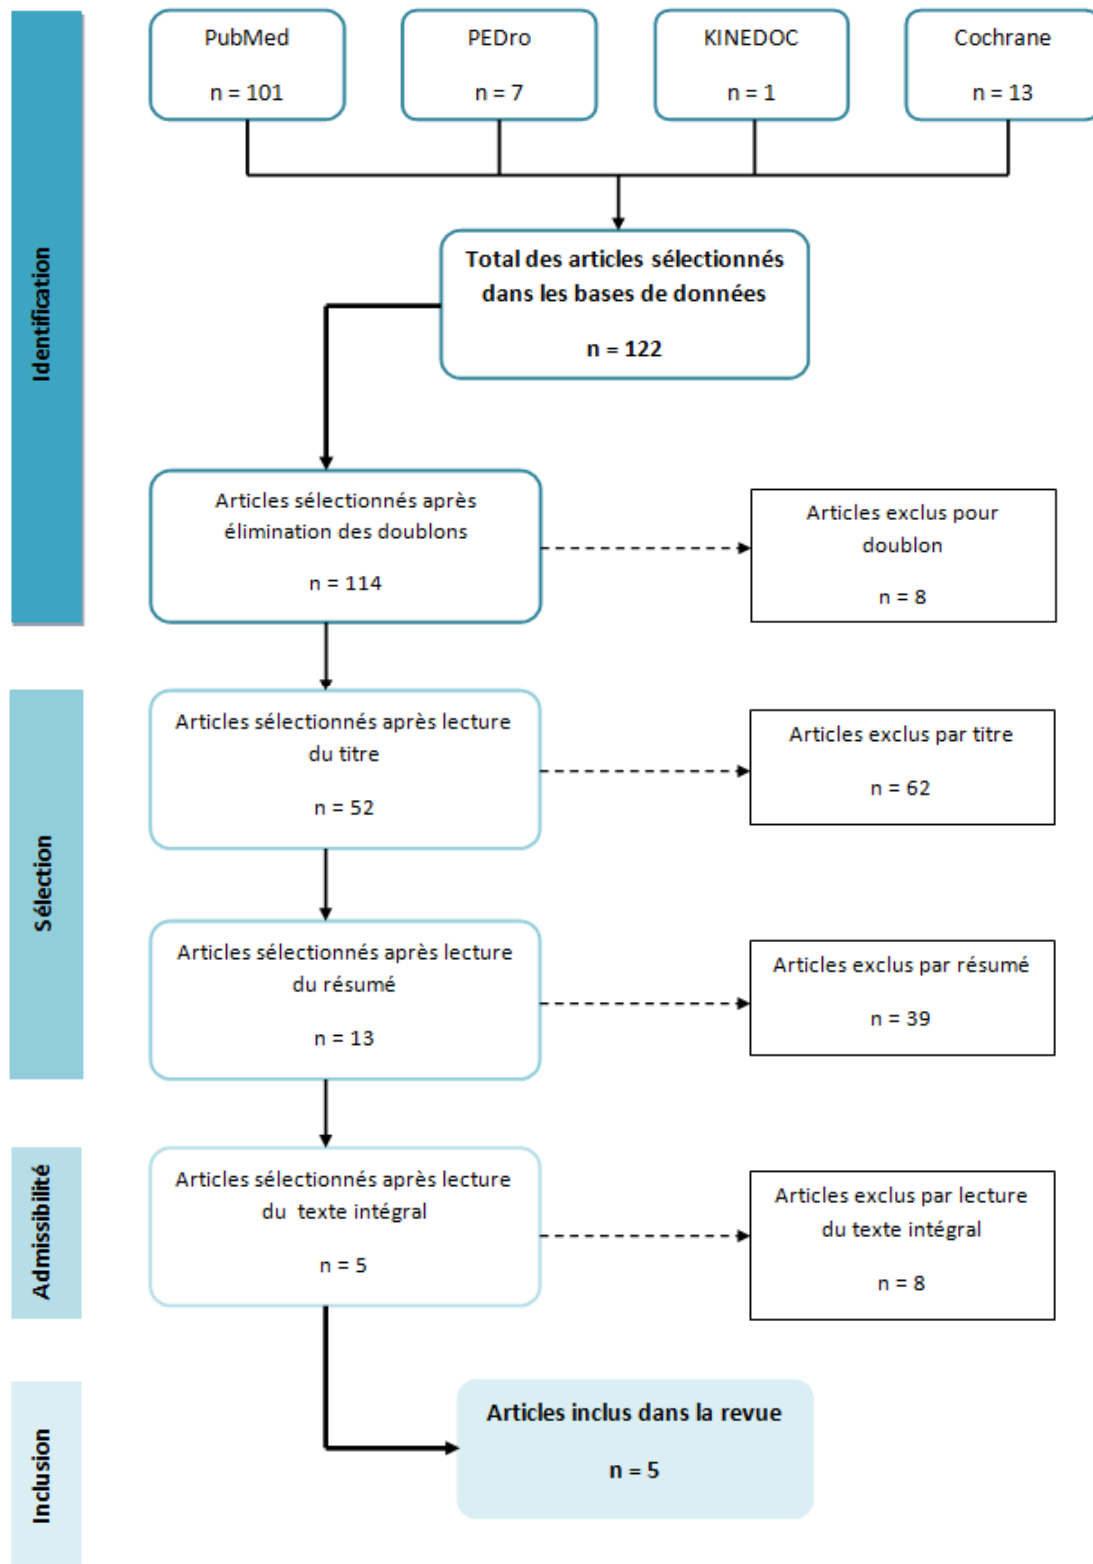 PubMed
n = 101
PEDro
n = 7
KINEDOC
n = 1
Cochrane
n = 13
Identification
Total des articles sélectionnés
dans les bases de données
n = 122
Articles sélectionnés après
élimination des doublons
n = 114
Articles exclus pour
doublon
n = 8
Sélection
Articles sélectionnés après lecture
du titre
n = 52
Articles exclus par titre
n = 62
Articles sélectionnés après lecture
du résumé
n = 13
Articles exclus par résumé
n = 39
Admissibilité
Articles sélectionnés après lecture
du texte intégral
n = 5
Articles exclus par lecture
du texte intégral
n = 8
Inclusion
Articles inclus dans la revue
n = 5